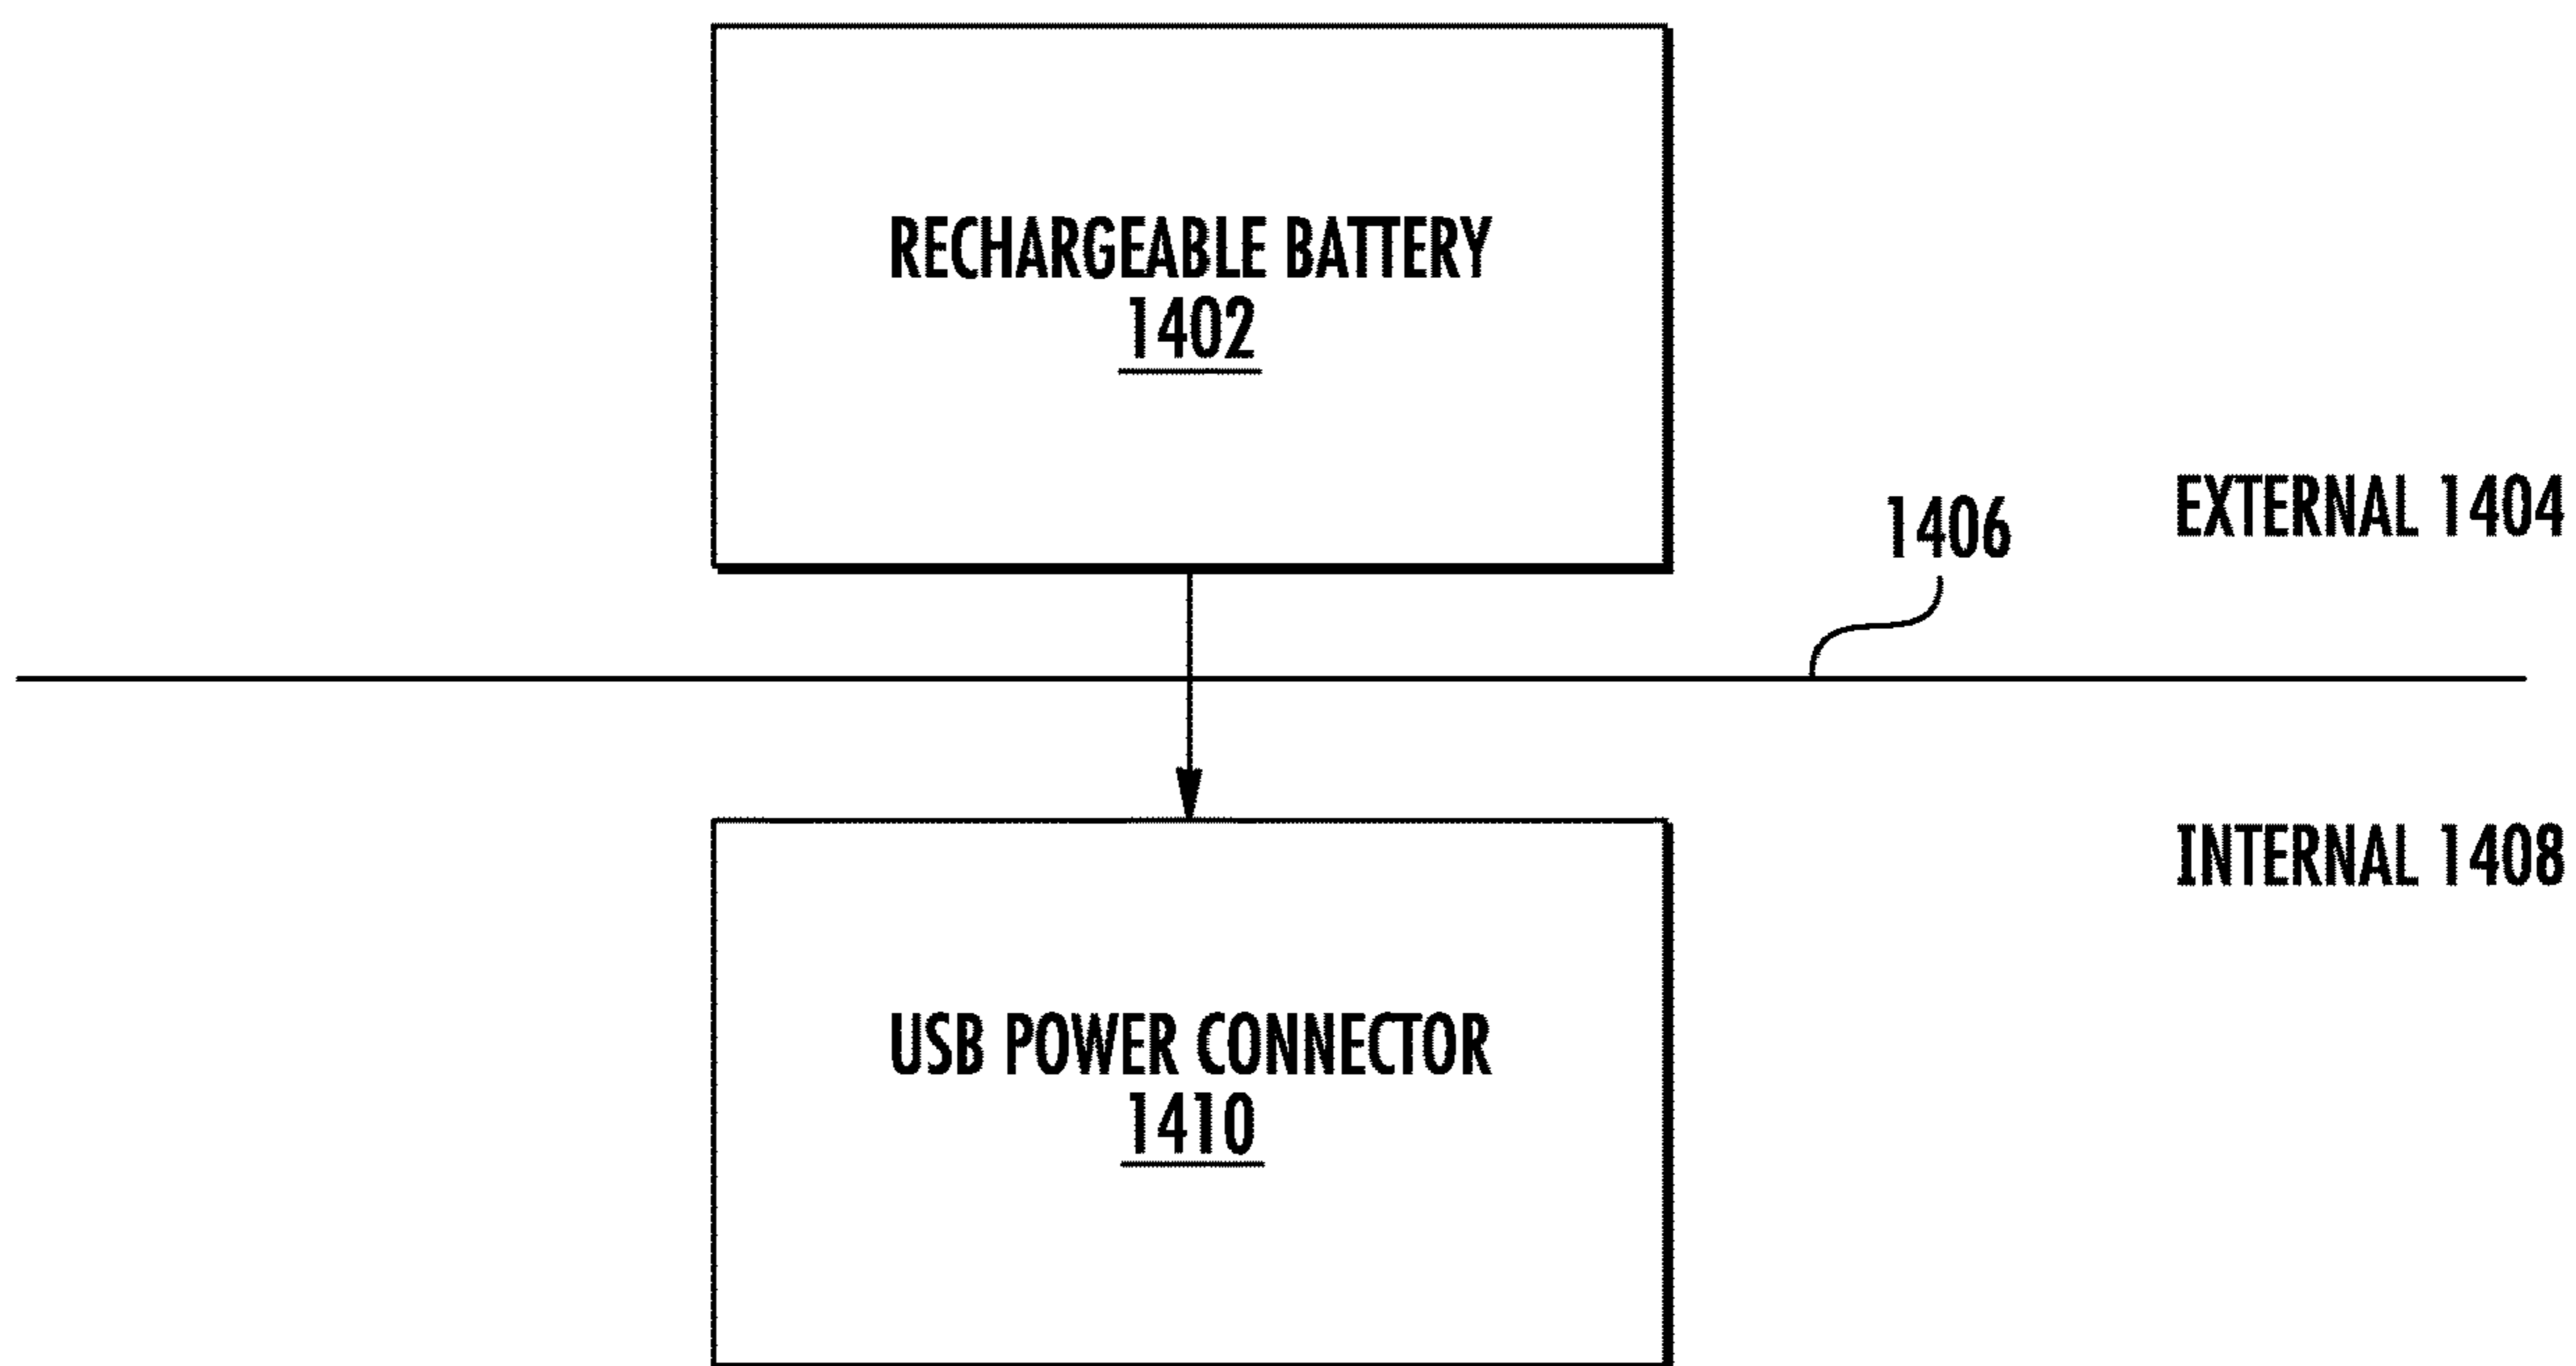 RECHARGEABLE BATTERY
1402
EXTERNAL 1404
1406
INTERNAL 1408
USB POWER CONNECTOR
1410